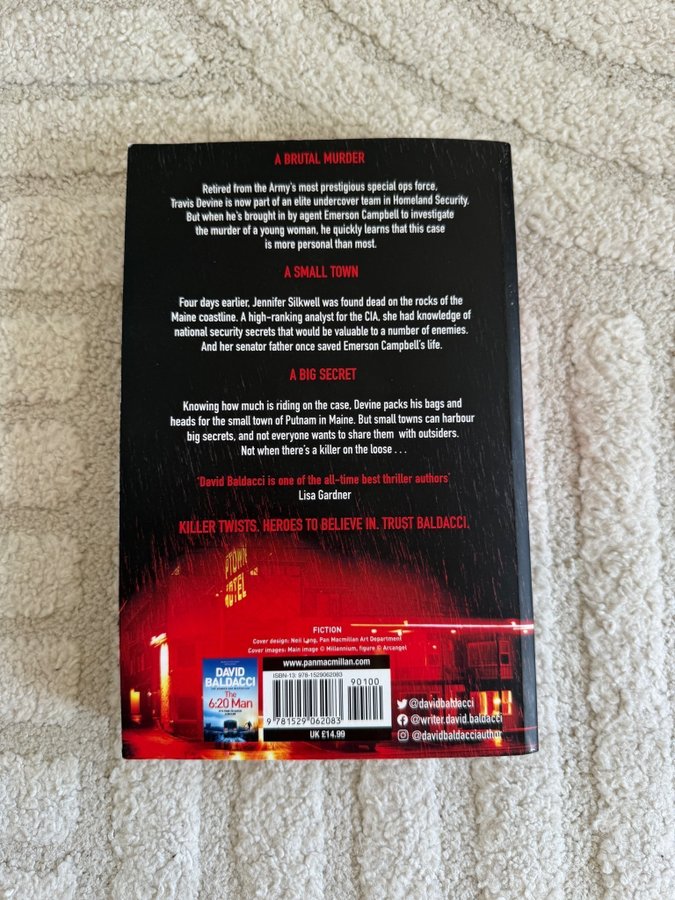 A BRUTAL MURDER
Retired from the Army's most prestigious special ops force,
Travis Devine is now part of an elite undercover team in Homeland Security.
But when he's brought in by agent Emerson Campbell to investigate
the murder of a young woman, he quickly learns that this case
is more personal than most.
A SMALL TOWN
Four days earlier, Jennifer Silkwell was found dead on the rocks of the
Maine coastline. A high-ranking analyst for the CIA, she had knowledge of
national security secrets that would be valuable to a number of enemies.
And her senator father once saved Emerson Campbell's life.
A BIG SECRET
Knowing how much is riding on the case, Devine packs his bags and
heads for the small town of Putnam in Maine. But small towns can harbour
big secrets, and not everyone wants to share them with outsiders.
Not when there's a killer on the loose . . .
'David Baldacci is one of the all-time best thriller authors'
Lisa Gardner
KILLER TWISTS. HEROES TO BELIEVE IN. TRUST BALDACCI.
PTOWN
OTEL
FICTION
Cover design: Neil Lang, Pan Macmillan Art Department
Cover images: Main image © Millennium, figure © Arcangel
www.panmacmillan.com
ISBN-13: 978-1529062083
90100
9 781529 062083
UK £14.99
DAVID
BALDACCI
The
6:20 Man
@davidbaldacci
@writer.david.baldacci
@davidbaldacciauthor